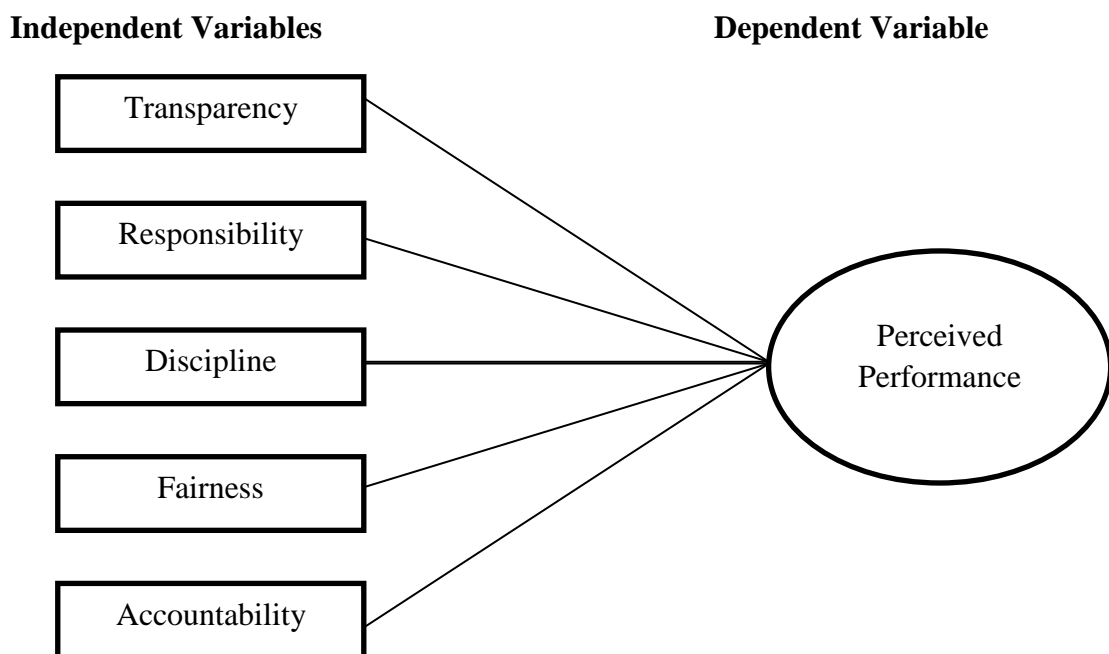 Independent Variables
Dependent Variable
Transparency
Responsibility
Discipline
Fairness
Accountability
Perceived
Performance